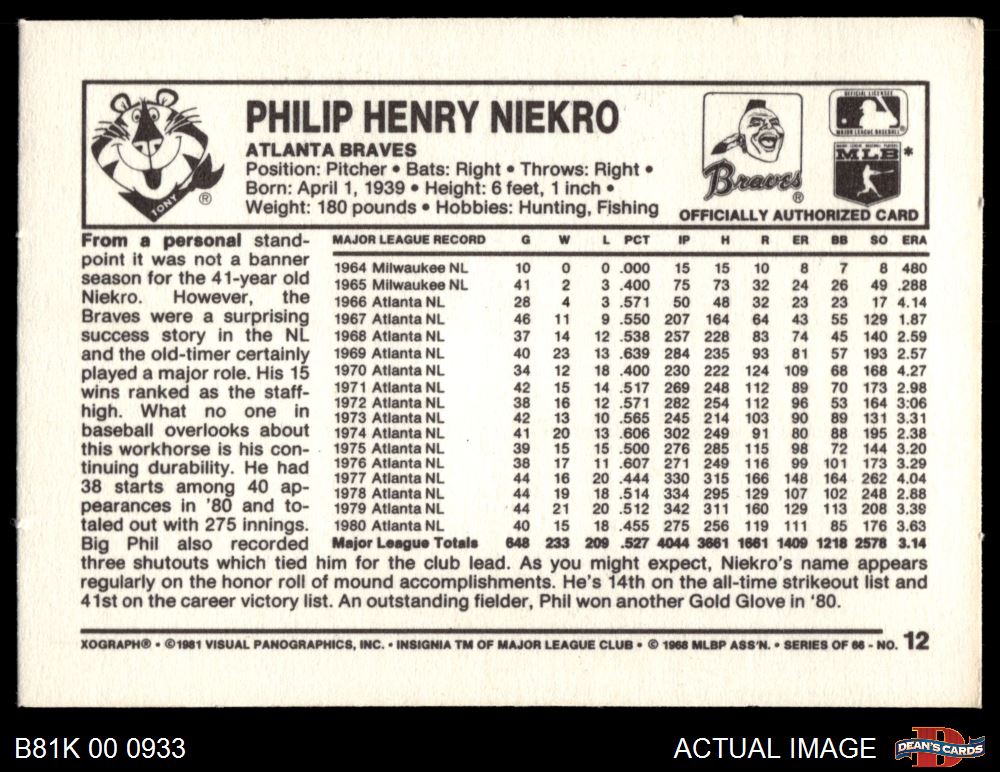 TONY
®
PHILIP HENRY NIEKRO
ATLANTA BRAVES
Position: Pitcher • Bats: Right • Throws: Right •
Born: April 1, 1939 • Height: 6 feet, 1 inch •
Weight: 180 pounds • Hobbies: Hunting, Fishing
Braves
®
OFFICIAL LICENSEE
MAJOR LEAGUE BASEBALL
MLB *
OFFICIALLY AUTHORIZED CARD
From a personal stand-
point it was not a banner
season for the 41-year old
Niekro. However, the
Braves were a surprising
success story in the NL
and the old-timer certainly
played a major role. His 15
wins ranked as the staff-
high. What no one in
baseball overlooks about
this workhorse is his con-
tinuing durability. He had
38 starts among 40 ap-
pearances in '80 and to-
taled out with 275 innings.
Big Phil also recorded
MAJOR LEAGUE RECORD G W L PCT IP H R ER BB SO ERA
1964 Milwaukee NL 10 0 0 .000 15 15 10 8 7 8 480
1965 Milwaukee NL 41 2 3 .400 75 73 32 24 26 49 .288
1966 Atlanta NL 28 4 3 .571 50 48 32 23 23 17 4.14
1967 Atlanta NL 46 11 9 .550 207 164 64 43 55 129 1.87
1968 Atlanta NL 37 14 12 .538 257 228 83 74 45 140 2.59
1969 Atlanta NL 40 23 13 .639 284 235 93 81 57 193 2.57
1970 Atlanta NL 34 12 18 .400 230 222 124 109 68 168 4.27
1971 Atlanta NL 42 15 14 .517 269 248 112 89 70 173 2.98
1972 Atlanta NL 38 16 12 .571 282 254 112 96 53 164 3:06
1973 Atlanta NL 42 13 10 .565 245 214 103 90 89 131 3.31
1974 Atlanta NL 41 20 13 .606 302 249 91 80 88 195 2.38
1975 Atlanta NL 39 15 15 .500 276 285 115 98 72 144 3.20
1976 Atlanta NL 38 17 11 .607 271 249 116 99 101 173 3.29
1977 Atlanta NL 44 16 20 .444 330 315 166 148 164 262 4.04
1978 Atlanta NL 44 19 18 .514 334 295 129 107 102 248 2.88
1979 Atlanta NL 44 21 20 .512 342 311 160 129 113 208 3.39
1980 Atlanta NL 40 15 18 .455 275 256 119 111 85 176 3.63
Major League Totals 648 233 209 .527 4044 3661 1661 1409 1218 2578 3.14
three shutouts which tied him for the club lead. As you might expect, Niekro's name appears
regularly on the honor roll of mound accomplishments. He's 14th on the all-time strikeout list and
41st on the career victory list. An outstanding fielder, Phil won another Gold Glove in '80.
XOGRAPH® • ©1981 VISUAL PANOGRAPHICS, INC. • INSIGNIA TM OF MAJOR LEAGUE CLUB • © 1968 MLBP ASS'N. • SERIES OF 66 - NO. 12
B81K 00 0933
ACTUAL IMAGE
DEAN'S CARDS